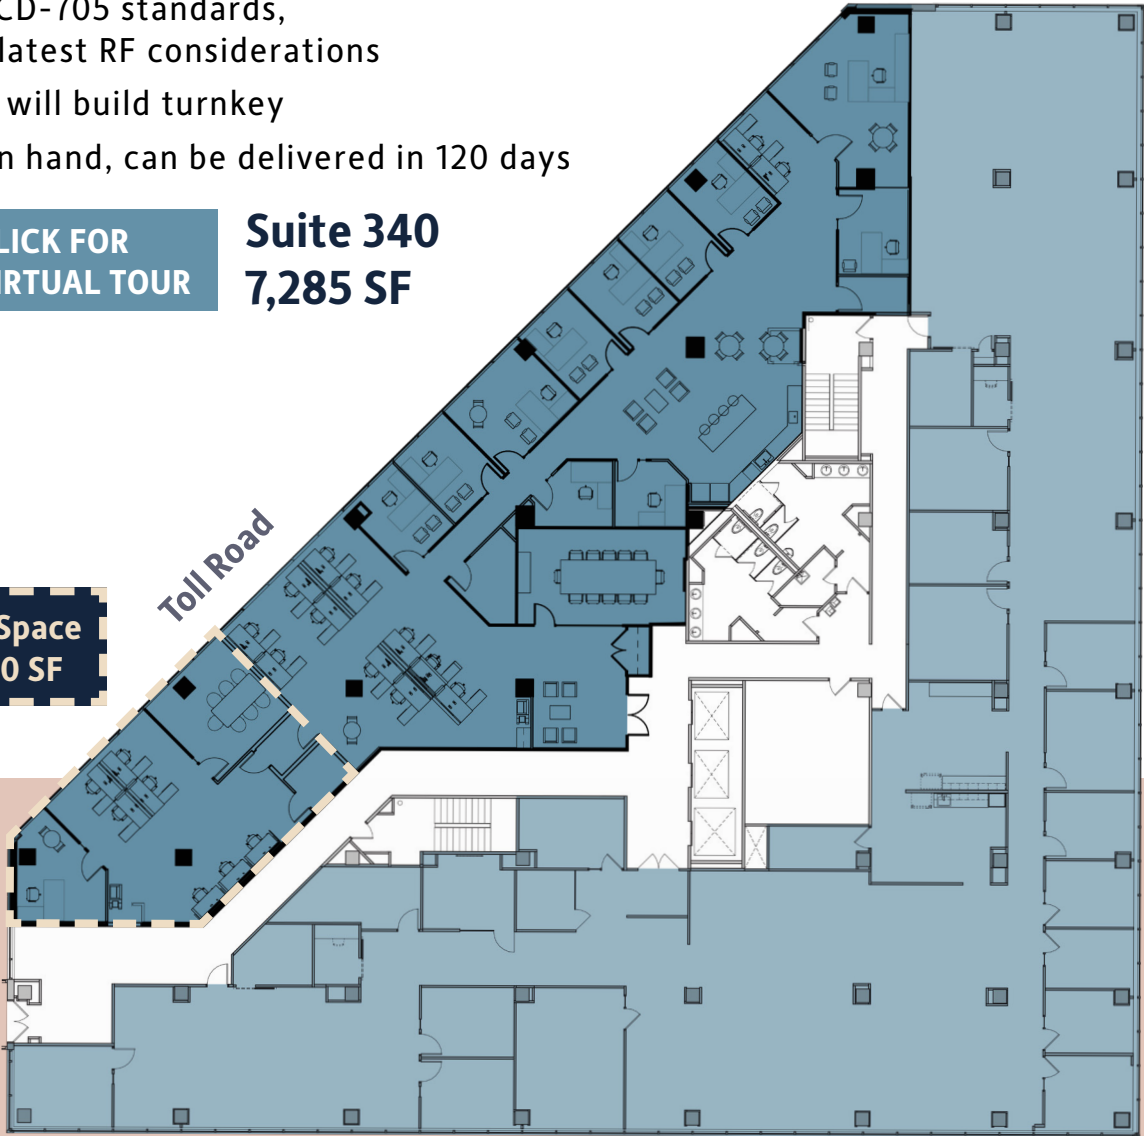 CD-705 standards,
latest RF considerations
will build turnkey
n hand, can be delivered in 120 days
LICK FOR
IRTUAL TOUR
Suite 340
7,285 SF
Toll Road
Space
0 SF